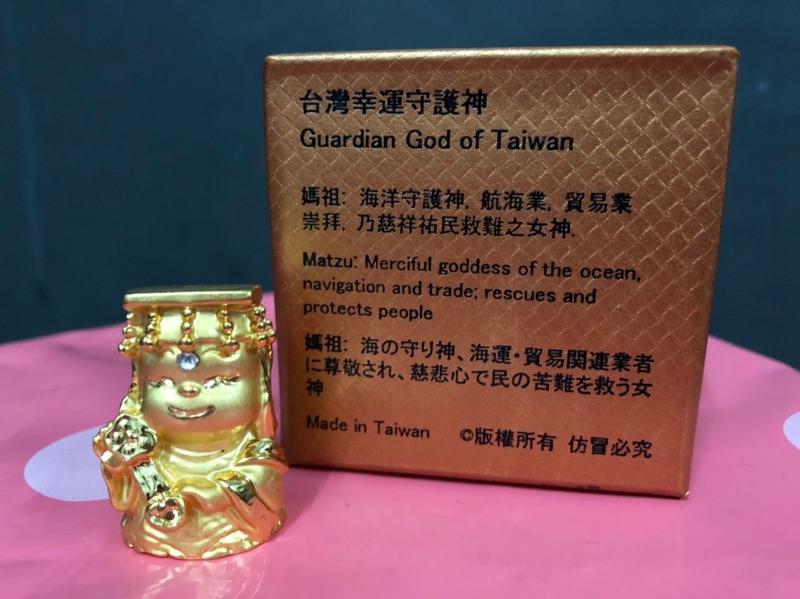 台灣幸運守護神
Guardian God of Taiwan
媽祖: 海洋守護神, 航海業, 貿易業
崇拜, 乃慈祥祐民救難之女神.
Matzu: Merciful goddess of the ocean,
navigation and trade; rescues and
protects people
媽祖: 海の守り神、海運・貿易関連業者
に尊敬され、慈悲心で民の苦難を救う女
神
Made in Taiwan ©版權所有 仿冒必究